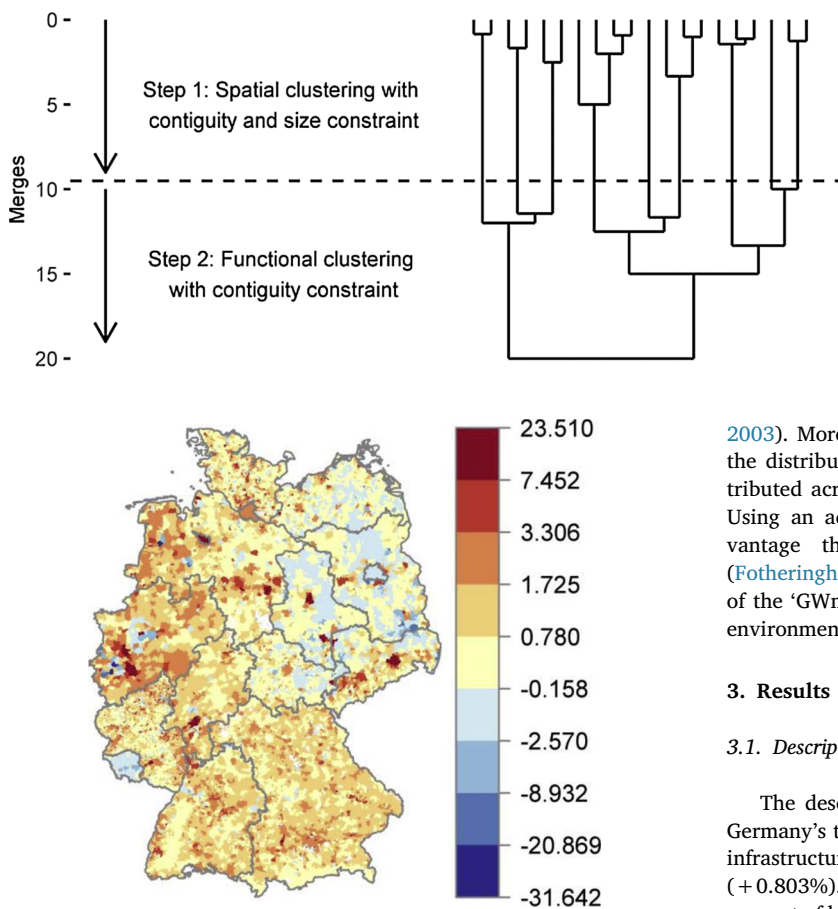 0
5
10
15
20
Merges
Step 1: Spatial clustering with
contiguity and size constraint
Step 2: Functional clustering
with contiguity constraint
23.510
7.452
3.306
1.725
0.780
-0.158
-2.570
-8.932
-20.869
-31.642
2003). More
the distribut
tributed acr
Using an ad
vantage th
(Fotheringh
of the ‘GWn
environmen
3. Results
3.1. Descrip
The desc
Germany's t
infrastructur
(+0.803%).